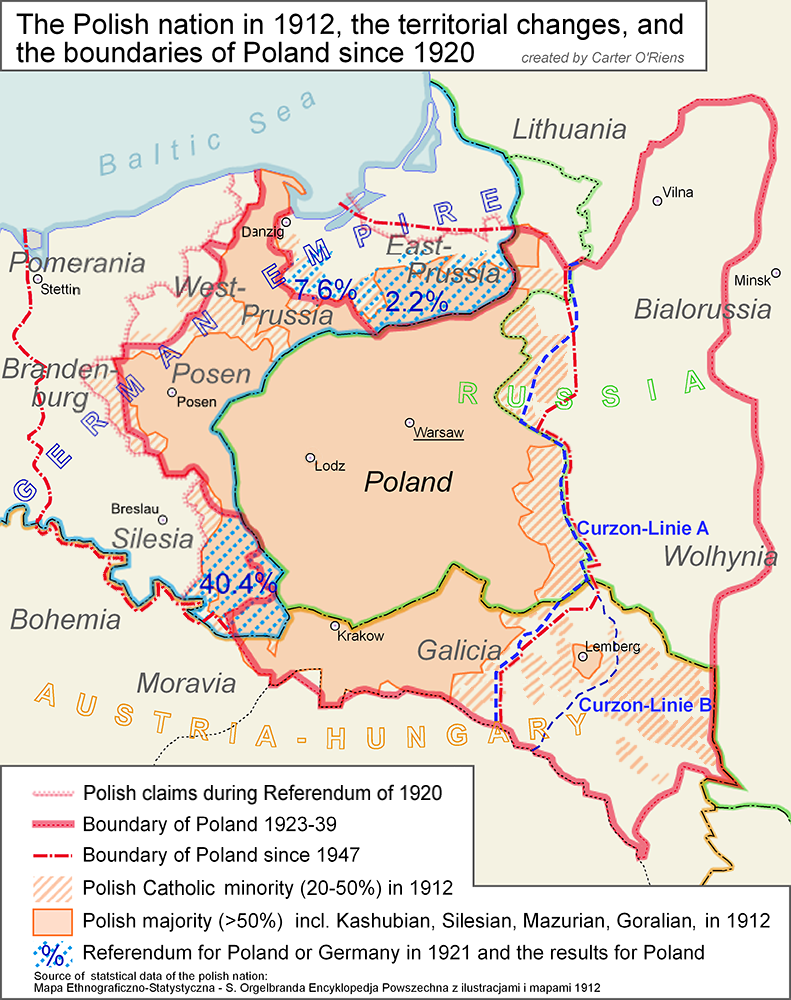 The Polish nation in 1912, the territorial changes, and
the boundaries of Poland since 1920
created by Carter O'Riens
Baltic Sea
Lithuania
Vilna
Danzig
GERMAN EMPIRE
East-
Prussia
Pomerania
Stettin
West-
Prussia
7.6%
2.2%
Minsk
Bialorussia
Branden-
burg
Posen
Posen
RUSSIA
Warsaw
Lodz
Poland
Breslau
Silesia
Curzon-Linie A
Wolhynia
40.4%
Bohemia
Krakow
Galicia
Lemberg
Moravia
Curzon-Linie B
AUSTRIA-HUNGARY
Polish claims during Referendum of 1920
Boundary of Poland 1923-39
Boundary of Poland since 1947
Polish Catholic minority (20-50%) in 1912
Polish majority (>50%) incl. Kashubian, Silesian, Mazurian, Goralian, in 1912
% Referendum for Poland or Germany in 1921 and the results for Poland
Source of statstical data of the polish nation:
Mapa Ethnograficzno-Statystyczna - S. Orgelbranda Encyklopedja Powszechna z ilustracjami i mapami 1912